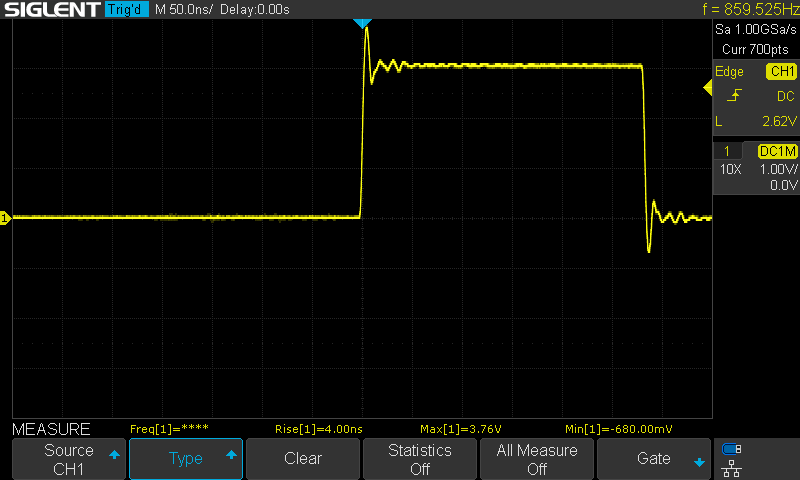 SIGLENT Trig'd M 50.0ns/ Delay:0.00s f = 859.525Hz
Sa 1.00GSa/s
Curr 700pts
Edge CH1
DC
L 2.62V
1 DC1M
10X 1.00V/
0.0V
1
MEASURE Freq[1]=**** Rise[1]=4.00ns Max[1]=3.76V Min[1]=-680.00mV
Source
CH1
Type
Clear
Statistics
Off
All Measure
Off
Gate